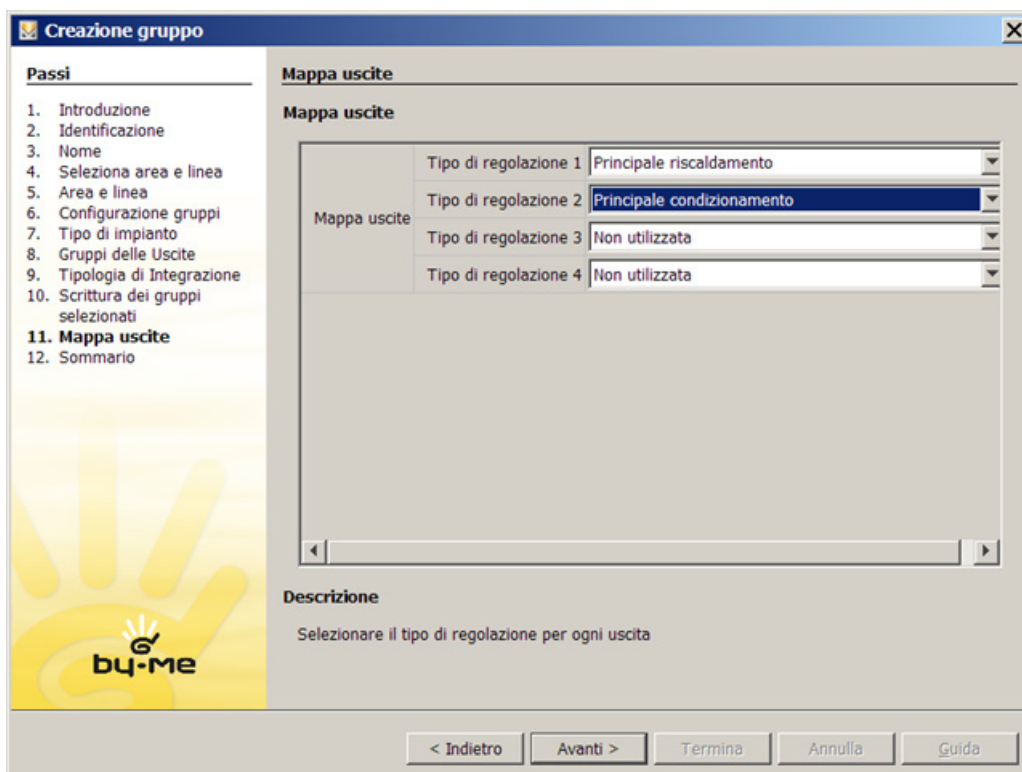 Creazione gruppo
Passi
1. Introduzione
2. Identificazione
3. Nome
4. Seleziona area e linea
5. Area e linea
6. Configurazione gruppi
7. Tipo di impianto
8. Gruppi delle Uscite
9. Tipologia di Integrazione
10. Scrittura dei gruppi
selezionati
11. Mappa uscite
12. Sommario
by-me
Mappa uscite
Mappa uscite
Mappa uscite
Tipo di regolazione 1 Principale riscaldamento
Tipo di regolazione 2 Principale condizionamento
Tipo di regolazione 3 Non utilizzata
Tipo di regolazione 4 Non utilizzata
Descrizione
Selezionare il tipo di regolazione per ogni uscita
< Indietro
Avanti >
Termina
Annulla
Guida